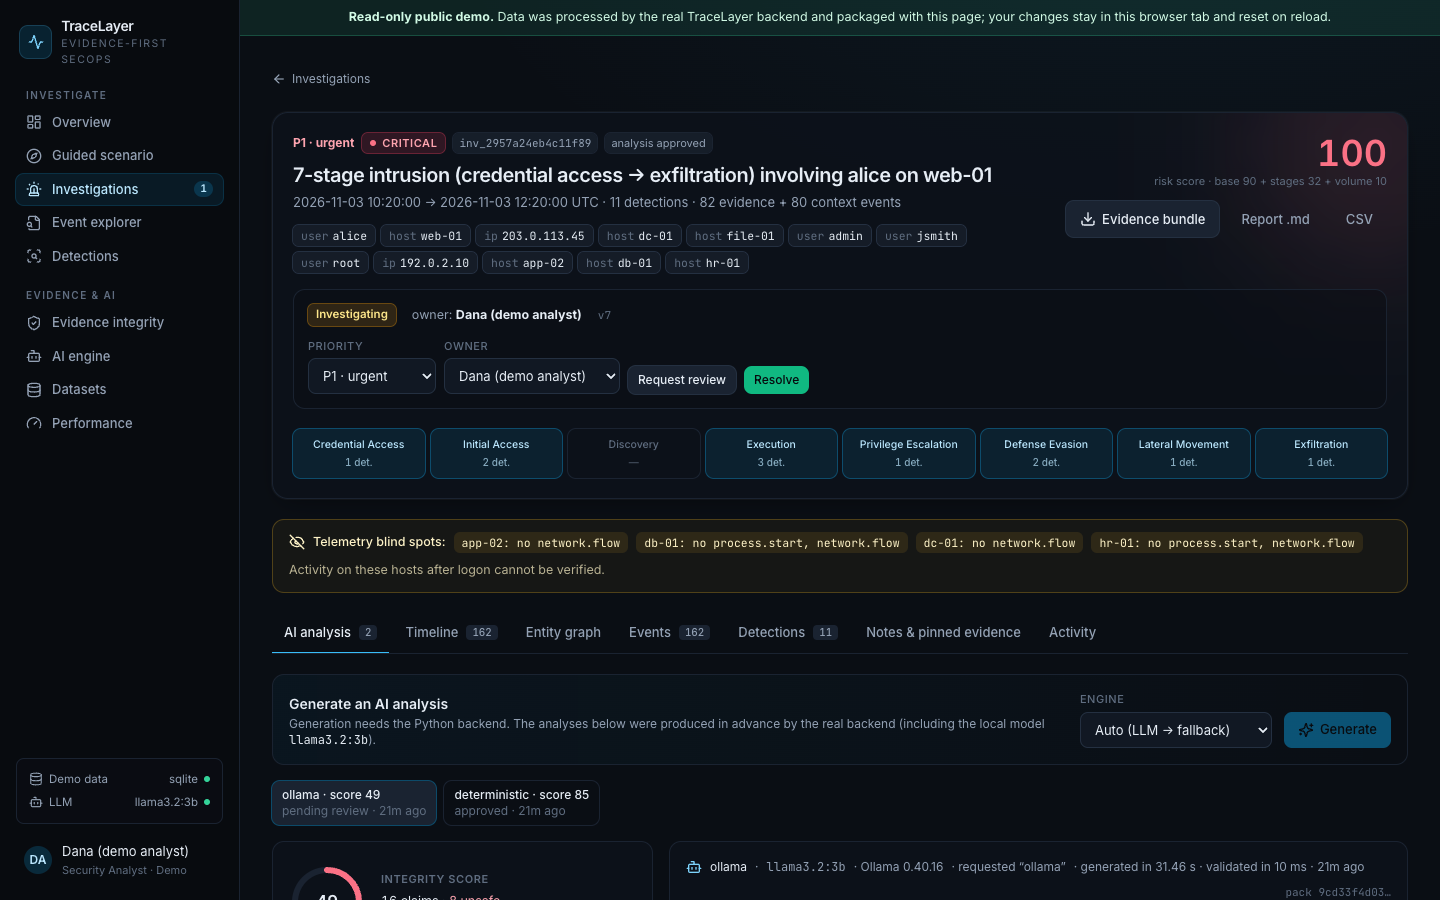 TraceLayer
EVIDENCE-FIRST
SECOPS
INVESTIGATE
Overview
Guided scenario
Investigations 1
Event explorer
Detections
EVIDENCE & AI
Evidence integrity
AI engine
Datasets
Performance
Demo data sqlite
LLM llama3.2:3b
DA
Dana (demo analyst)
Security Analyst · Demo
Read-only public demo. Data was processed by the real TraceLayer backend and packaged with this page; your changes stay in this browser tab and reset on reload.
← Investigations
P1 · urgent CRITICAL inv_2957a24eb4c11f89 analysis approved
100
7-stage intrusion (credential access → exfiltration) involving alice on web-01
risk score · base 90 + stages 32 + volume 10
2026-11-03 10:20:00 → 2026-11-03 12:20:00 UTC · 11 detections · 82 evidence + 80 context events
Evidence bundle Report .md CSV
user alice host web-01 ip 203.0.113.45 host dc-01 host file-01 user admin user jsmith
user root ip 192.0.2.10 host app-02 host db-01 host hr-01
Investigating owner: Dana (demo analyst) v7
PRIORITY OWNER
P1 · urgent Dana (demo analyst) Request review Resolve
Credential Access Initial Access Discovery Execution Privilege Escalation Defense Evasion Lateral Movement Exfiltration
1 det. 2 det. — 3 det. 1 det. 2 det. 1 det. 1 det.
Telemetry blind spots: app-02: no network.flow db-01: no process.start, network.flow dc-01: no network.flow hr-01: no process.start, network.flow
Activity on these hosts after logon cannot be verified.
AI analysis 2 Timeline 162 Entity graph Events 162 Detections 11 Notes & pinned evidence Activity
Generate an AI analysis
Generation needs the Python backend. The analyses below were produced in advance by the real backend (including the local model
llama3.2:3b).
ENGINE
Auto (LLM → fallback) Generate
ollama · score 49 deterministic · score 85
pending review · 21m ago approved · 21m ago
INTEGRITY SCORE
ollama · llama3.2:3b · Ollama 0.40.16 · requested “ollama” · generated in 31.46 s · validated in 10 ms · 21m ago
pack 9cd33f4d03…